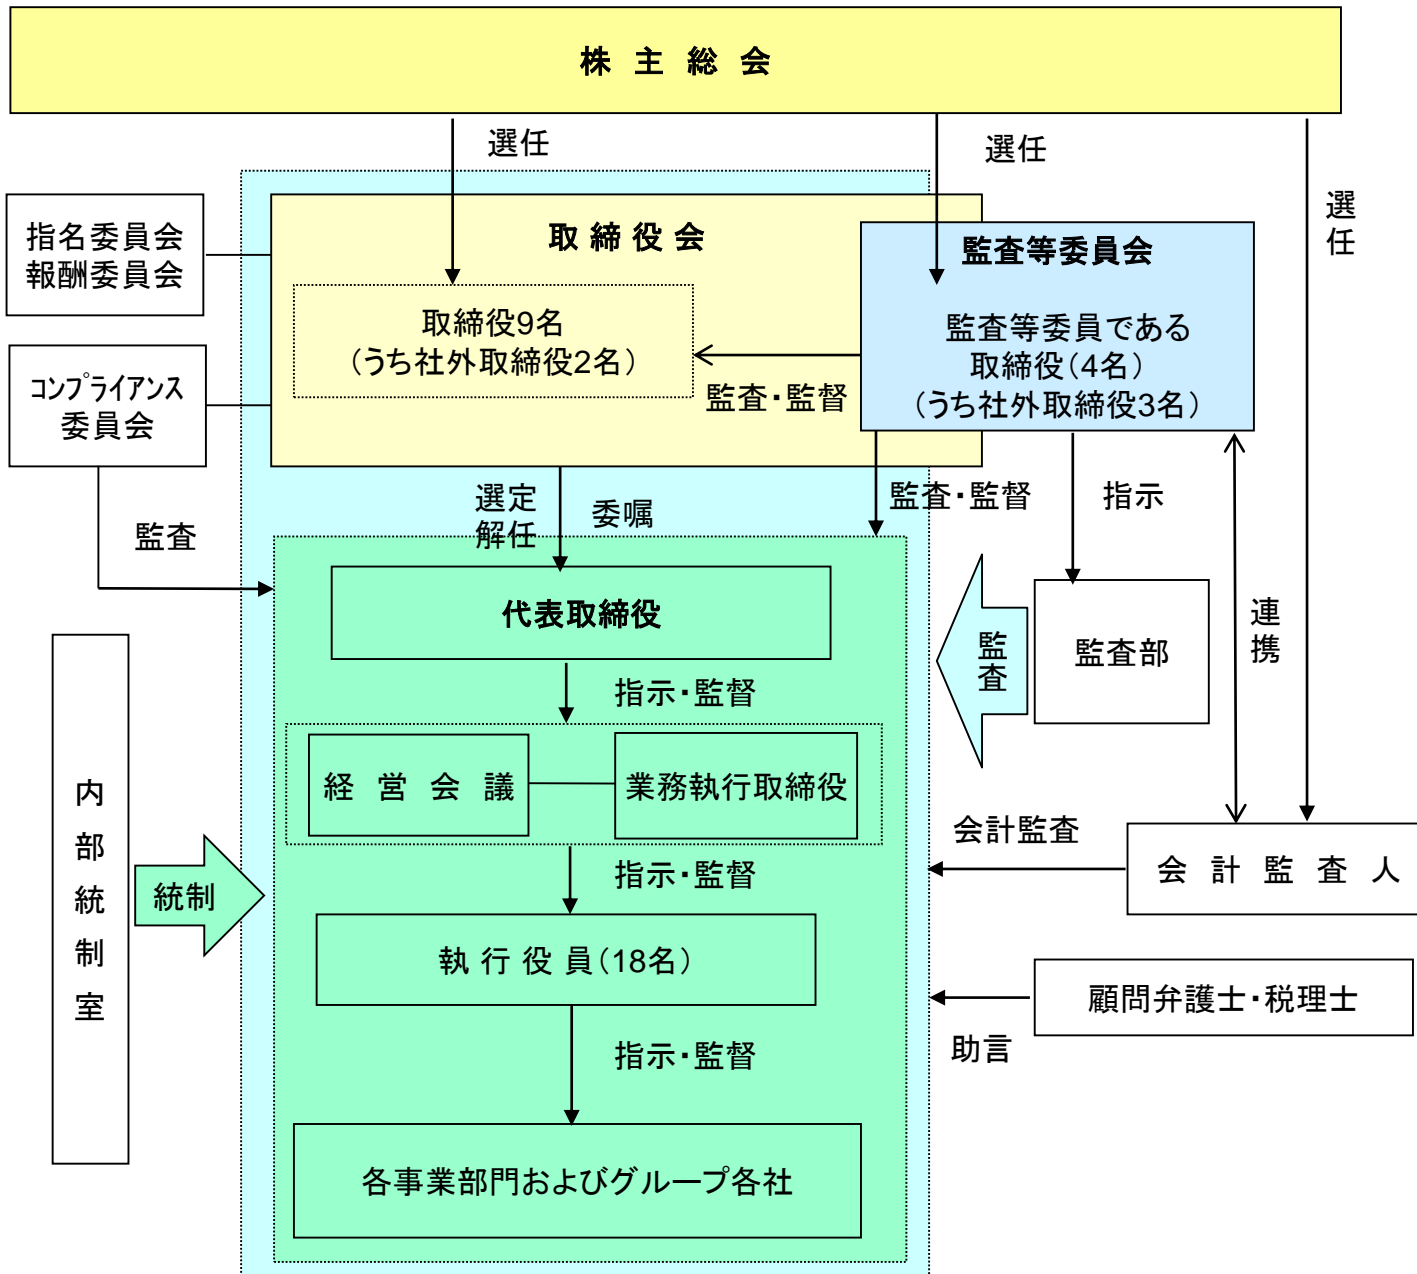 株 主 総 会
選任
選任
選
任
指名委員会
報酬委員会
取 締 役 会
監査等委員会
取締役9名
（うち社外取締役2名）
監査等委員である
取締役（4名）
（うち社外取締役3名）
監査・監督
コンプライアンス
委員会
監査
選定
解任
委嘱
監査・監督
指示
代表取締役
監
査
監査部
連
携
指示・監督
経 営 会 議
業務執行取締役
内
部
統
制
室
統制
指示・監督
会計監査
会 計 監 査 人
執 行 役 員（18名）
顧問弁護士・税理士
助言
指示・監督
各事業部門およびグループ各社